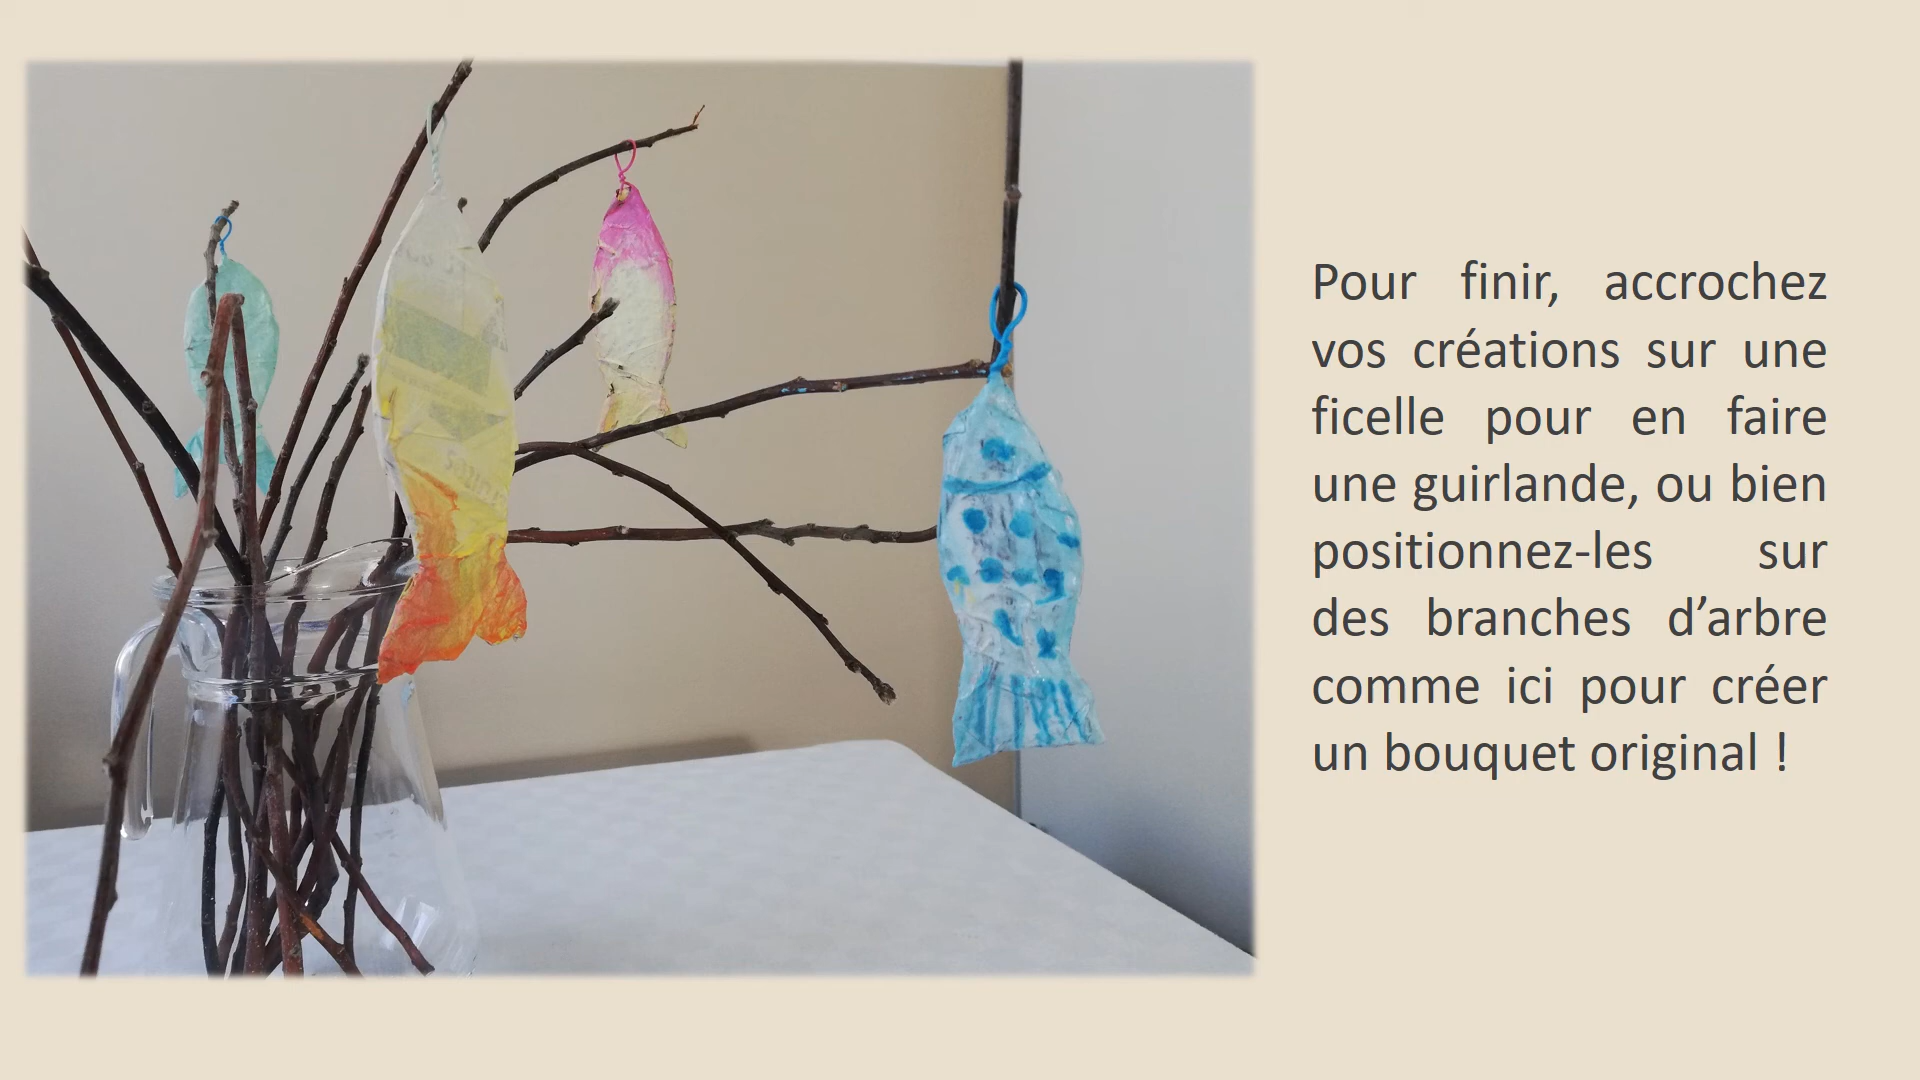 Pour finir, accrochez
vos créations sur une
ficelle pour en faire
une guirlande, ou bien
positionnez-les sur
des branches d’arbre
comme ici pour créer
un bouquet original !